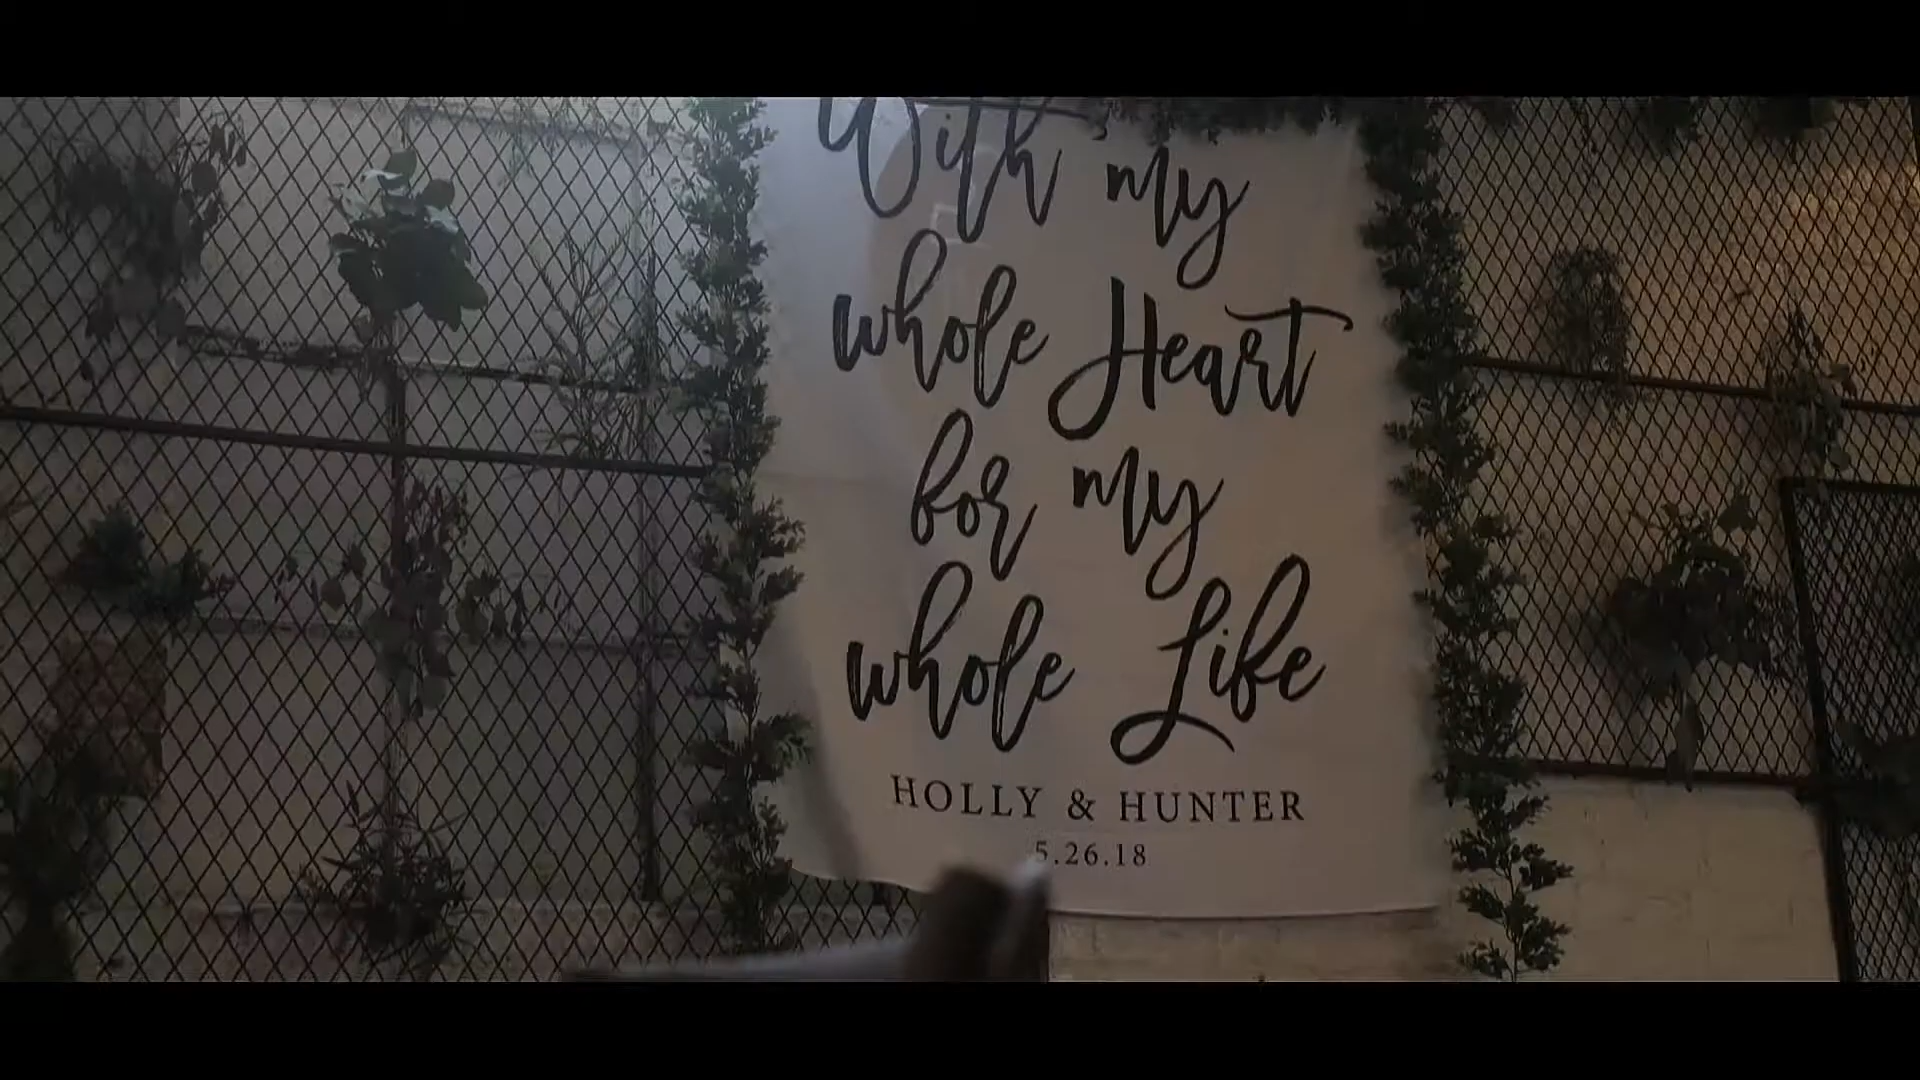 With my
whole Heart
for my
whole Life
HOLLY & HUNTER
5.26.18